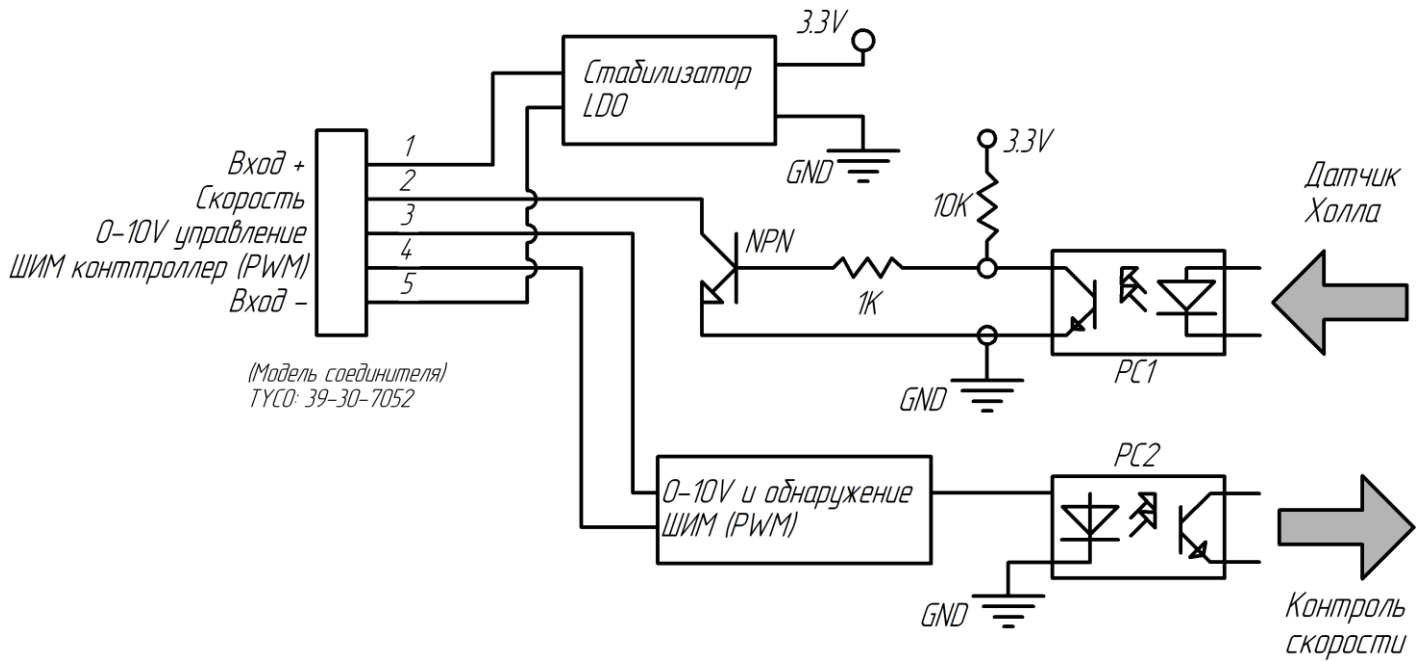 3.3V
Стабилизатор
LDO
GND
Вход +
Скорость
0-10V управление
ШИМ конттроллер (PWM)
Вход -
1
2
3
4
5
(Модель соединителя)
TYCO: 39-30-7052
NPN
1K
10K
3.3V
GND
PC1
Датчик
Холла
0-10V и обнаружение
ШИМ (PWM)
PC2
GND
Контроль
скорости